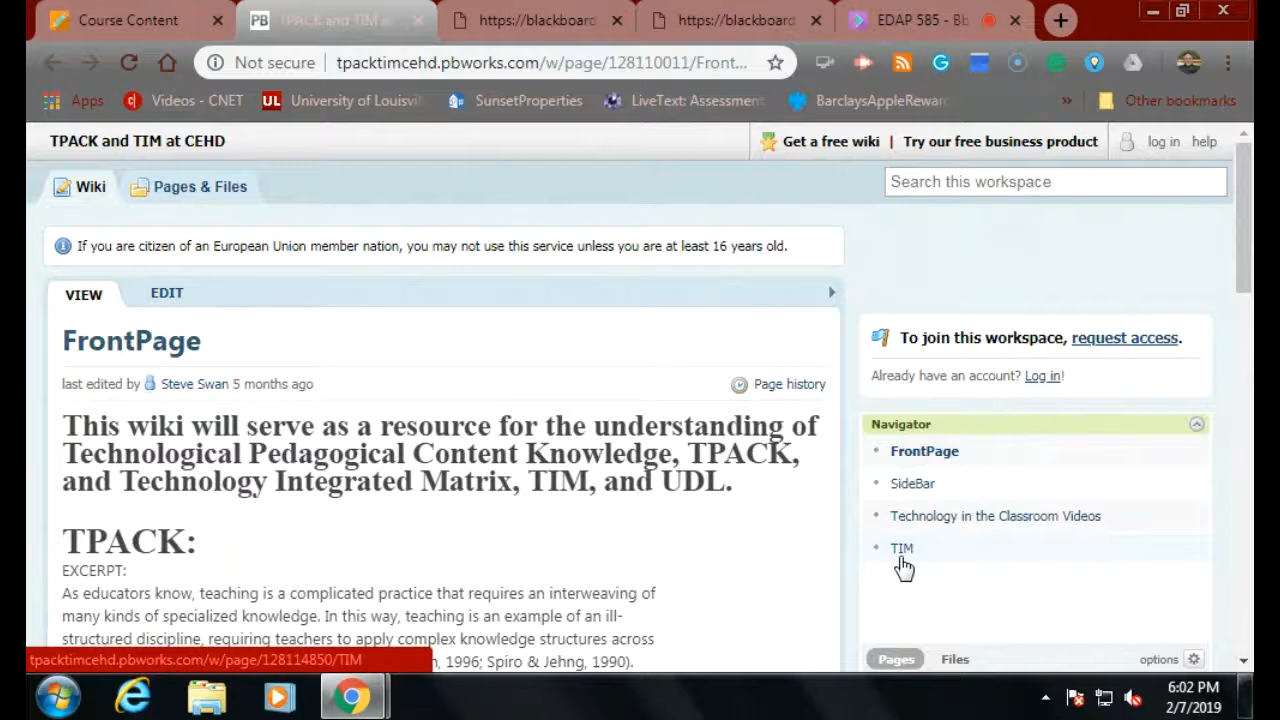 Course Content
PB
TPACK and TIM a
https://blackboard
https://blackboard
EDAP 585 - Bb
Not secure
tpacktimcehd.pbworks.com/w/page/128110011/Front...
Apps
Videos - CNET
UL
University of Louisvil
SunsetProperties
LiveText: Assessment
BarclaysAppleRewar
»
Other bookmarks
TPACK and TIM at CEHD
Get a free wiki | Try our free business product
log in
help
Wiki
Pages & Files
Search this workspace
If you are citizen of an European Union member nation, you may not use this service unless you are at least 16 years old.
VIEW
EDIT
FrontPage
last edited by Steve Swan 5 months ago
Page history
This wiki will serve as a resource for the understanding of
Technological Pedagogical Content Knowledge, TPACK,
and Technology Integrated Matrix, TIM, and UDL.
TPACK:
EXCERPT:
As educators know, teaching is a complicated practice that requires an interweaving of
many kinds of specialized knowledge. In this way, teaching is an example of an ill-
structured discipline, requiring teachers to apply complex knowledge structures across
, 1996; Spiro & Jehng, 1990).
To join this workspace, request access.
Already have an account? Log in!
Navigator
FrontPage
SideBar
Technology in the Classroom Videos
TIM
Pages
Files
options
tpacktimcehd.pbworks.com/w/page/128114850/TIM
6:02 PM
2/7/2019